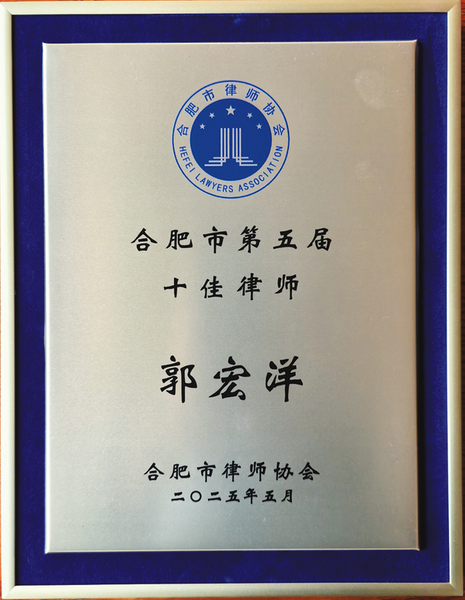 合肥市律师协会
HEFEI LAWYERS ASSOCIATION
合肥市第五届
十佳律师
郭宏洋
合肥市律师协会
二〇二五年五月